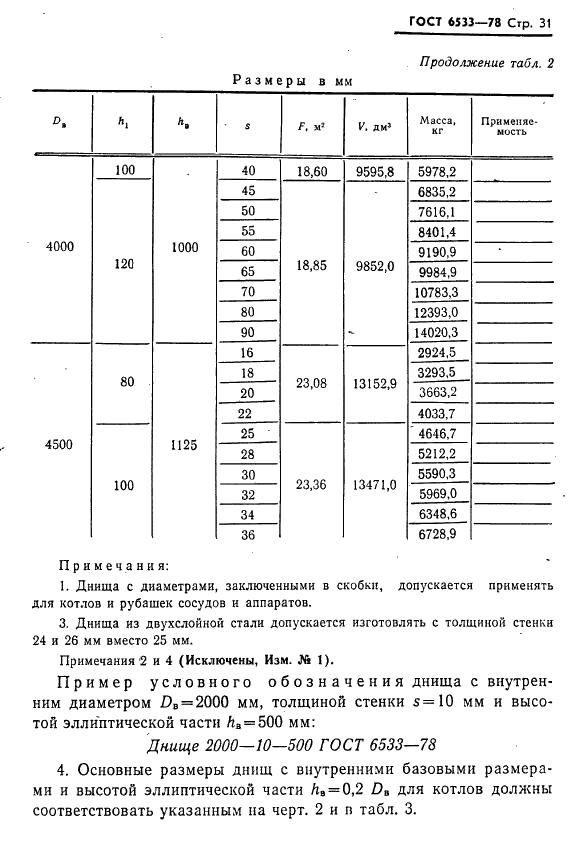 ГОСТ 6533—78 Стр. 31
Продолжение табл. 2
Размеры в мм
Dв h1 hв s F, м² V, дм³ Масса, кг Применяемость
4000 100 1000 40 18,60 9595,8 5978,2
120 45 18,85 9852,0 6835,2
50 7616,1
55 8401,4
60 9190,9
65 9984,9
70 10783,3
80 12393,0
90 14020,3
4500 80 1125 16 23,08 13152,9 2924,5
18 3293,5
20 3663,2
22 4033,7
100 25 23,36 13471,0 4646,7
28 5212,2
30 5590,3
32 5969,0
34 6348,6
36 6728,9
Примечания:
1. Днища с диаметрами, заключенными в скобки, допускается применять
для котлов и рубашек сосудов и аппаратов.
3. Днища из двухслойной стали допускается изготовлять с толщиной стенки
24 и 26 мм вместо 25 мм.
Примечания 2 и 4 (Исключены, Изм. № 1).
Пример условного обозначения днища с внутрен-
ним диаметром Dв=2000 мм, толщиной стенки s=10 мм и высо-
той эллиптической части hв=500 мм:
Днище 2000—10—500 ГОСТ 6533—78
4. Основные размеры днищ с внутренними базовыми размера-
ми и высотой эллиптической части hв=0,2 Dв для котлов должны
соответствовать указанным на черт. 2 и в табл. 3.